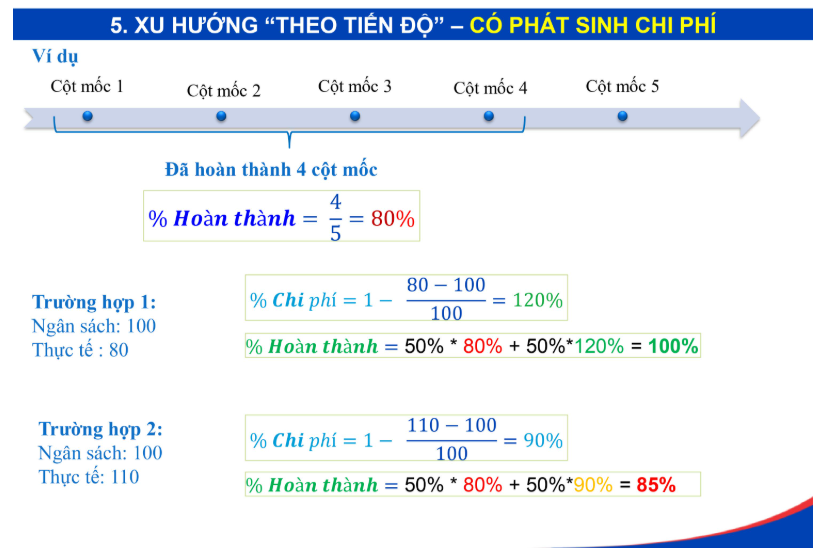 5. XU HƯỚNG “THEO TIẾN ĐỘ” – CÓ PHÁT SINH CHI PHÍ
Ví dụ
Cột mốc 1 Cột mốc 2 Cột mốc 3 Cột mốc 4 Cột mốc 5
Đã hoàn thành 4 cột mốc
% Hoàn thành = 4/5 = 80%
Trường hợp 1:
Ngân sách: 100
Thực tế : 80
% Chi phí = 1 − (80 − 100)/100 = 120%
% Hoàn thành = 50% * 80% + 50%*120% = 100%
Trường hợp 2:
Ngân sách: 100
Thực tế: 110
% Chi phí = 1 − (110 − 100)/100 = 90%
% Hoàn thành = 50% * 80% + 50%*90% = 85%